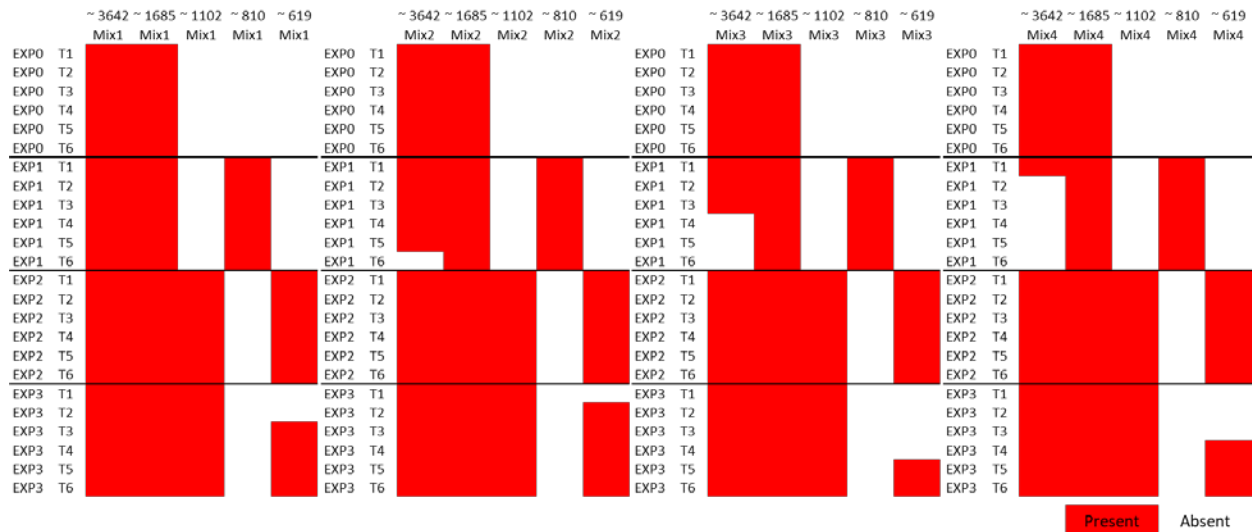 ~ 3642 ~ 1685 ~ 1102 ~ 810 ~ 619 ~ 3642 ~ 1685 ~ 1102 ~ 810 ~ 619 ~ 3642 ~ 1685 ~ 1102 ~ 810 ~ 619 ~ 3642 ~ 1685 ~ 1102 ~ 810 ~ 619
Mix1 Mix1 Mix1 Mix1 Mix1 Mix2 Mix2 Mix2 Mix2 Mix2 Mix3 Mix3 Mix3 Mix3 Mix3 Mix4 Mix4 Mix4 Mix4 Mix4
EXP0 T1 EXP0 T1 EXP0 T1 EXP0 T1
EXP0 T2 EXP0 T2 EXP0 T2 EXP0 T2
EXP0 T3 EXP0 T3 EXP0 T3 EXP0 T3
EXP0 T4 EXP0 T4 EXP0 T4 EXP0 T4
EXP0 T5 EXP0 T5 EXP0 T5 EXP0 T5
EXP0 T6 EXP0 T6 EXP0 T6 EXP0 T6
EXP1 T1 EXP1 T1 EXP1 T1 EXP1 T1
EXP1 T2 EXP1 T2 EXP1 T2 EXP1 T2
EXP1 T3 EXP1 T3 EXP1 T3 EXP1 T3
EXP1 T4 EXP1 T4 EXP1 T4 EXP1 T4
EXP1 T5 EXP1 T5 EXP1 T5 EXP1 T5
EXP1 T6 EXP1 T6 EXP1 T6 EXP1 T6
EXP2 T1 EXP2 T1 EXP2 T1 EXP2 T1
EXP2 T2 EXP2 T2 EXP2 T2 EXP2 T2
EXP2 T3 EXP2 T3 EXP2 T3 EXP2 T3
EXP2 T4 EXP2 T4 EXP2 T4 EXP2 T4
EXP2 T5 EXP2 T5 EXP2 T5 EXP2 T5
EXP2 T6 EXP2 T6 EXP2 T6 EXP2 T6
EXP3 T1 EXP3 T1 EXP3 T1 EXP3 T1
EXP3 T2 EXP3 T2 EXP3 T2 EXP3 T2
EXP3 T3 EXP3 T3 EXP3 T3 EXP3 T3
EXP3 T4 EXP3 T4 EXP3 T4 EXP3 T4
EXP3 T5 EXP3 T5 EXP3 T5 EXP3 T5
EXP3 T6 EXP3 T6 EXP3 T6 EXP3 T6
Present Absent